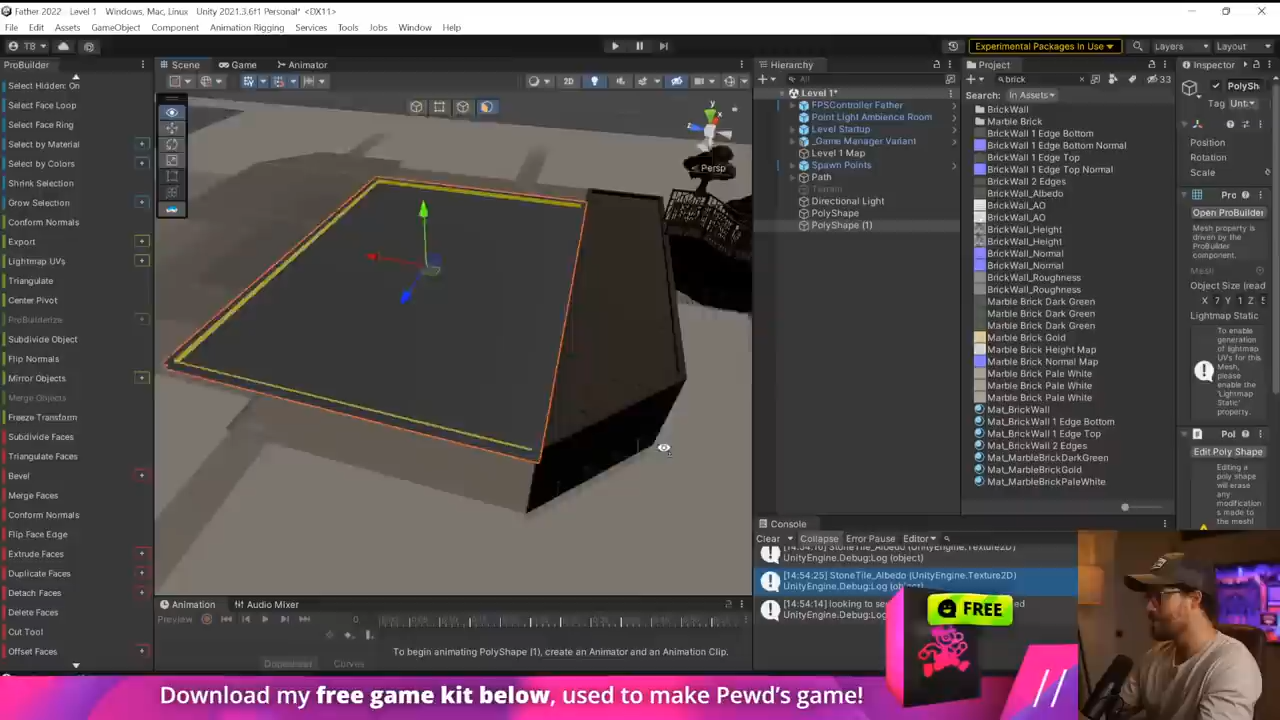 Father 2022 - Level 1 - Windows, Mac, Linux - Unity 2021.3.6f1 Personal* <DX11>
File Edit Assets GameObject Component Animation Rigging Services Tools Jobs Window Help
TB Experimental Packages In Use Layers Layout
ProBuilder
Select Hidden: On
Select Face Loop
Select Face Ring
Select by Material
Select by Colors
Shrink Selection
Grow Selection
Conform Normals
Export
Lightmap UVs
Triangulate
Center Pivot
ProBuilderize
Subdivide Object
Flip Normals
Mirror Objects
Merge Objects
Freeze Transform
Subdivide Faces
Triangulate Faces
Bevel
Merge Faces
Conform Normals
Flip Face Edge
Extrude Faces
Duplicate Faces
Detach Faces
Delete Faces
Cut Tool
Offset Faces
Scene Game Animator
2D
y
z
< Persp
Hierarchy
All
Level 1*
FPSController Father
Point Light Ambience Room
Level Startup
_Game Manager Variant
Level 1 Map
Spawn Points
Path
Terrain
Directional Light
PolyShape
PolyShape (1)
Project
brick
33
Search: In Assets
BrickWall
Marble Brick
BrickWall 1 Edge Bottom
BrickWall 1 Edge Bottom Normal
BrickWall 1 Edge Top
BrickWall 1 Edge Top Normal
BrickWall 2 Edges
BrickWall_Albedo
BrickWall_AO
BrickWall_AO
BrickWall_Height
BrickWall_Height
BrickWall_Normal
BrickWall_Normal
BrickWall_Roughness
BrickWall_Roughness
Marble Brick Dark Green
Marble Brick Dark Green
Marble Brick Dark Green
Marble Brick Gold
Marble Brick Height Map
Marble Brick Normal Map
Marble Brick Pale White
Marble Brick Pale White
Marble Brick Pale White
Mat_BrickWall
Mat_BrickWall 1 Edge Bottom
Mat_BrickWall 1 Edge Top
Mat_BrickWall 2 Edges
Mat_MarbleBrickDarkGreen
Mat_MarbleBrickGold
Mat_MarbleBrickPaleWhite
Inspector
PolySh
Tag Unt
Position
Rotation
Scale
Pro
Open ProBuilder
Mesh property is
driven by the
ProBuilder
component.
Mesh
Object Size (read
X 7 Y 1 Z 5
Lightmap Static
To enable
generation of
lightmap
UVs for this
Mesh,
please
enable the
'Lightmap
Static'
property.
Pol
Edit Poly Shape
Editing a
poly shape
will erase
any
modification
s made to
the mesh!
Console
Clear Collapse Error Pause Editor
[14:54:16] StoneTile_Albedo (UnityEngine.Texture2D)
UnityEngine.Debug:Log (object)
[14:54:25] StoneTile_Albedo (UnityEngine.Texture2D)
UnityEngine.Debug:Log
[14:54:14] looking to se
UnityEngine.Debug:Log
Animation Audio Mixer
Preview 0
To begin animating PolyShape (1), create an Animator and an Animation Clip.
Dopesheet Curves
FREE
Download my free game kit below, used to make Pewd's game!
//